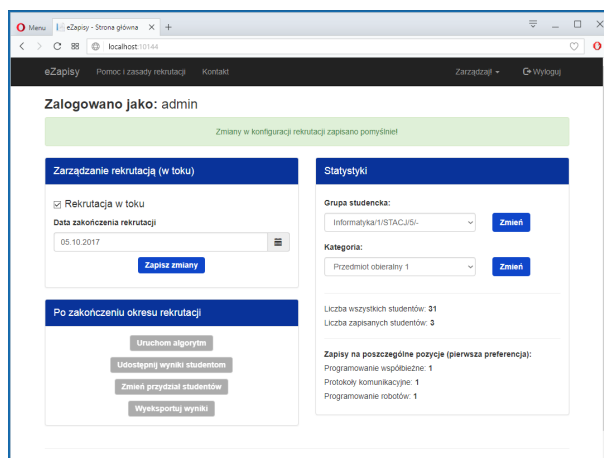 Menu
eZapisy - Strona główna
localhost:10144
eZapisy Pomoc i zasady rekrutacji Kontakt Zarządzaj! Wyloguj
Zalogowano jako: admin
Zmiany w konfiguracji rekrutacji zapisano pomyślnie!
Zarządzanie rekrutacją (w toku)
Rekrutacja w toku
Data zakończenia rekrutacji
05.10.2017
Zapisz zmiany
Po zakończeniu okresu rekrutacji
Uruchom algorytm
Udostępnij wyniki studentom
Zmień przydział studentów
Wyeksportuj wyniki
Statystyki
Grupa studencka:
Informatyka/1/STACJ/5/- Zmień
Kategoria:
Przedmiot obieralny 1 Zmień
Liczba wszystkich studentów: 31
Liczba zapisanych studentów: 3
Zapisy na poszczególne pozycje (pierwsza preferencja):
Programowanie współbieżne: 1
Protokoły komunikacyjne: 1
Programowanie robotów: 1